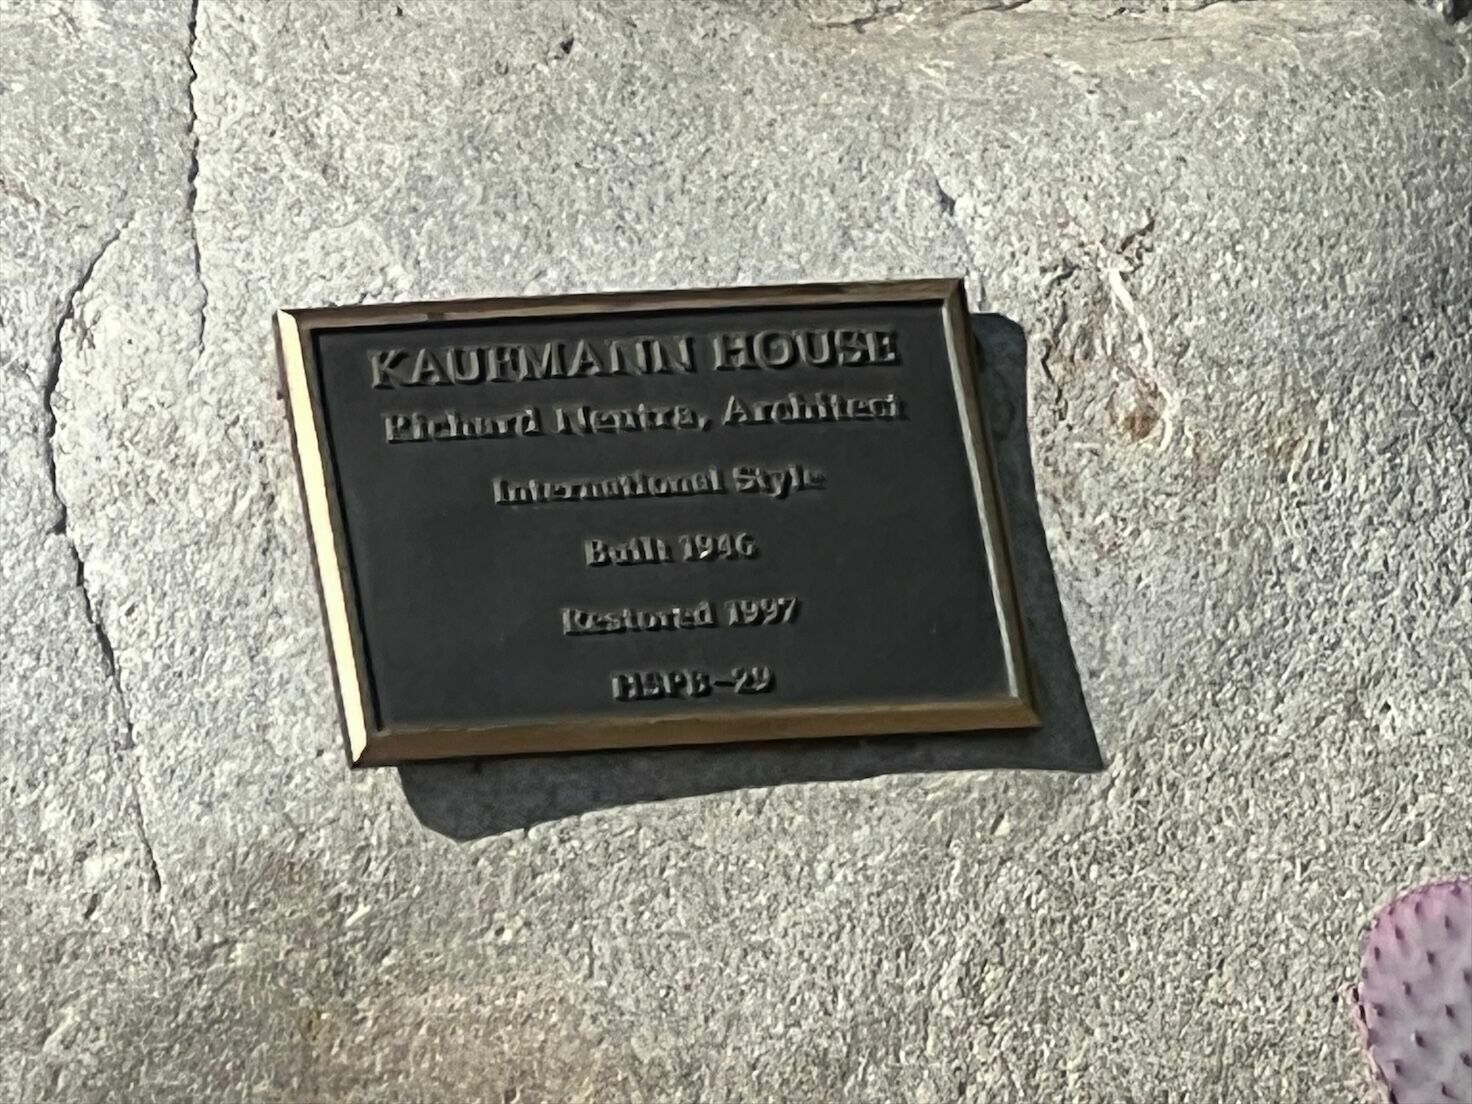 KAUFMANN HOUSE
Richard Neutra, Architect
International Style
Built 1946
Restored 1997
HSPB-29